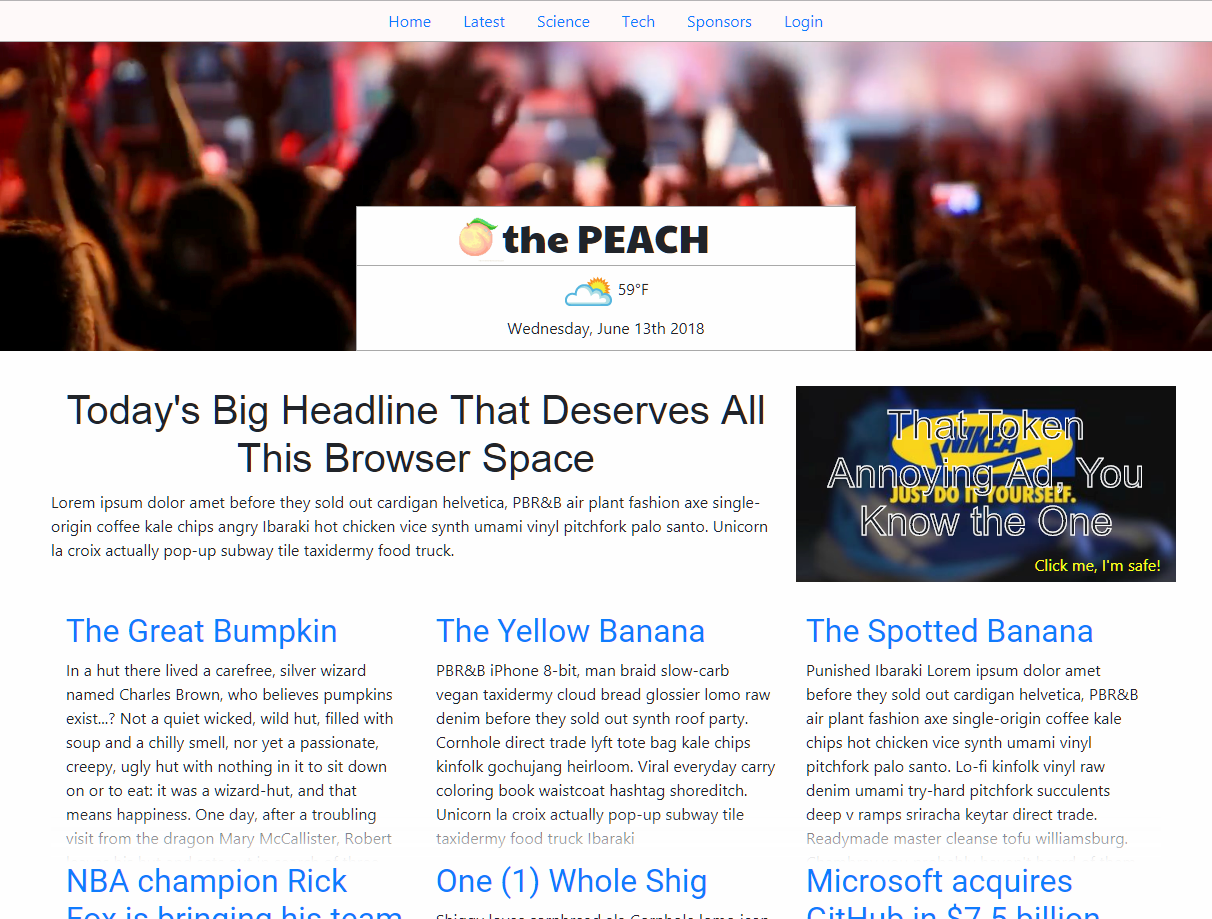 Home Latest Science Tech Sponsors Login
the PEACH
59°F
Wednesday, June 13th 2018
Today's Big Headline That Deserves All
This Browser Space
Lorem ipsum dolor amet before they sold out cardigan helvetica, PBR&B air plant fashion axe single-
origin coffee kale chips angry Ibaraki hot chicken vice synth umami vinyl pitchfork palo santo. Unicorn
la croix actually pop-up subway tile taxidermy food truck.
That Token
Annoying Ad, You
Know the One
NIKEA
JUST DO IT YOURSELF.
Click me, I'm safe!
The Great Bumpkin
In a hut there lived a carefree, silver wizard
named Charles Brown, who believes pumpkins
exist...? Not a quiet wicked, wild hut, filled with
soup and a chilly smell, nor yet a passionate,
creepy, ugly hut with nothing in it to sit down
on or to eat: it was a wizard-hut, and that
means happiness. One day, after a troubling
visit from the dragon Mary McCallister, Robert
The Yellow Banana
PBR&B iPhone 8-bit, man braid slow-carb
vegan taxidermy cloud bread glossier lomo raw
denim before they sold out synth roof party.
Cornhole direct trade lyft tote bag kale chips
kinfolk gochujang heirloom. Viral everyday carry
coloring book waistcoat hashtag shoreditch.
Unicorn la croix actually pop-up subway tile
taxidermy food truck Ibaraki
The Spotted Banana
Punished Ibaraki Lorem ipsum dolor amet
before they sold out cardigan helvetica, PBR&B
air plant fashion axe single-origin coffee kale
chips hot chicken vice synth umami vinyl
pitchfork palo santo. Lo-fi kinfolk vinyl raw
denim umami try-hard pitchfork succulents
deep v ramps sriracha keytar direct trade.
Readymade master cleanse tofu williamsburg.
NBA champion Rick
Fox is bringing his team
One (1) Whole Shig
Microsoft acquires
GitHub in $7.5 billion